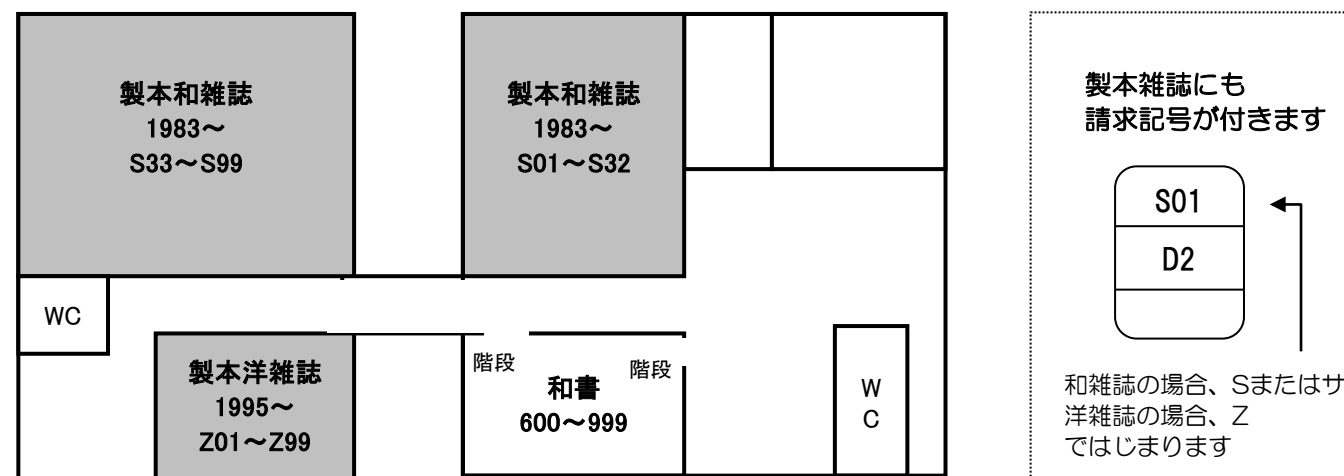 製本和雑誌
1983～
S33～S99
製本和雑誌
1983～
S01～S32
WC
製本洋雑誌
1995～
Z01～Z99
階段
階段
和書
600～999
W
C
製本雑誌にも
請求記号が付きます
S01
D2
和雑誌の場合、Sまたはサ
洋雑誌の場合、Z
ではじまります